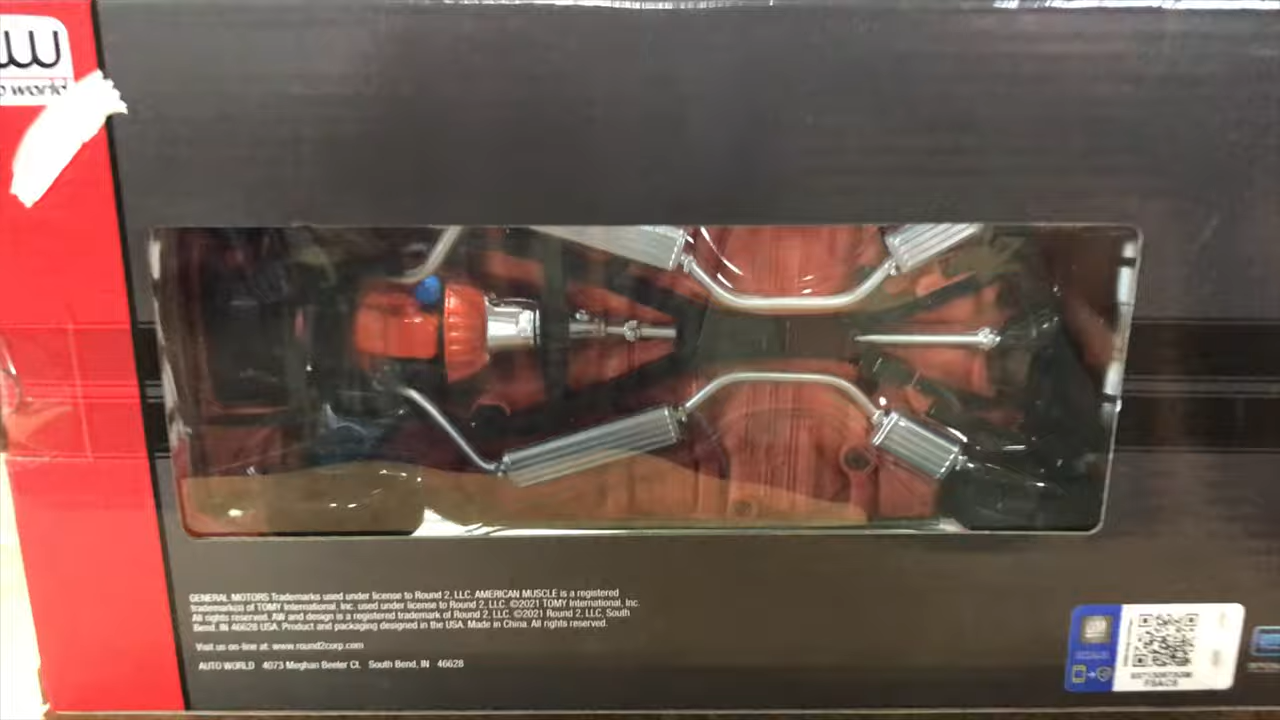 world
GENERAL MOTORS Trademarks used under license to Round 2, LLC. AMERICAN MUSCLE is a registered
trademark(s) of TOMY International, Inc. used under license to Round 2, LLC. ©2021 TOMY International, Inc.
All rights reserved. AW and design is a registered trademark of Round 2, LLC. ©2021 Round 2, LLC, South
Bend, IN 46628 USA. Product and packaging designed in the USA. Made in China. All rights reserved.
Visit us on-line at: www.round2corp.com
AUTO WORLD 4073 Meghan Beeler Ct. South Bend, IN 46628